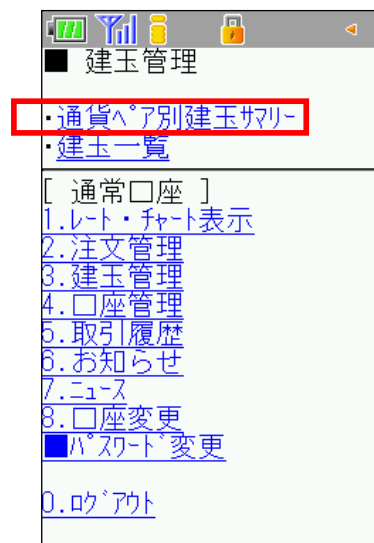 ■ 建玉管理
・通貨ﾍﾟｱ別建玉ｻﾏﾘｰ
・建玉一覧
[ 通常口座 ]
1.ﾚｰﾄ・ﾁｬｰﾄ表示
2.注文管理
3.建玉管理
4.口座管理
5.取引履歴
6.お知らせ
7.ﾆｭｰｽ
8.口座変更
■ﾊﾟｽﾜｰﾄﾞ変更
0.ﾛｸﾞｱｳﾄ